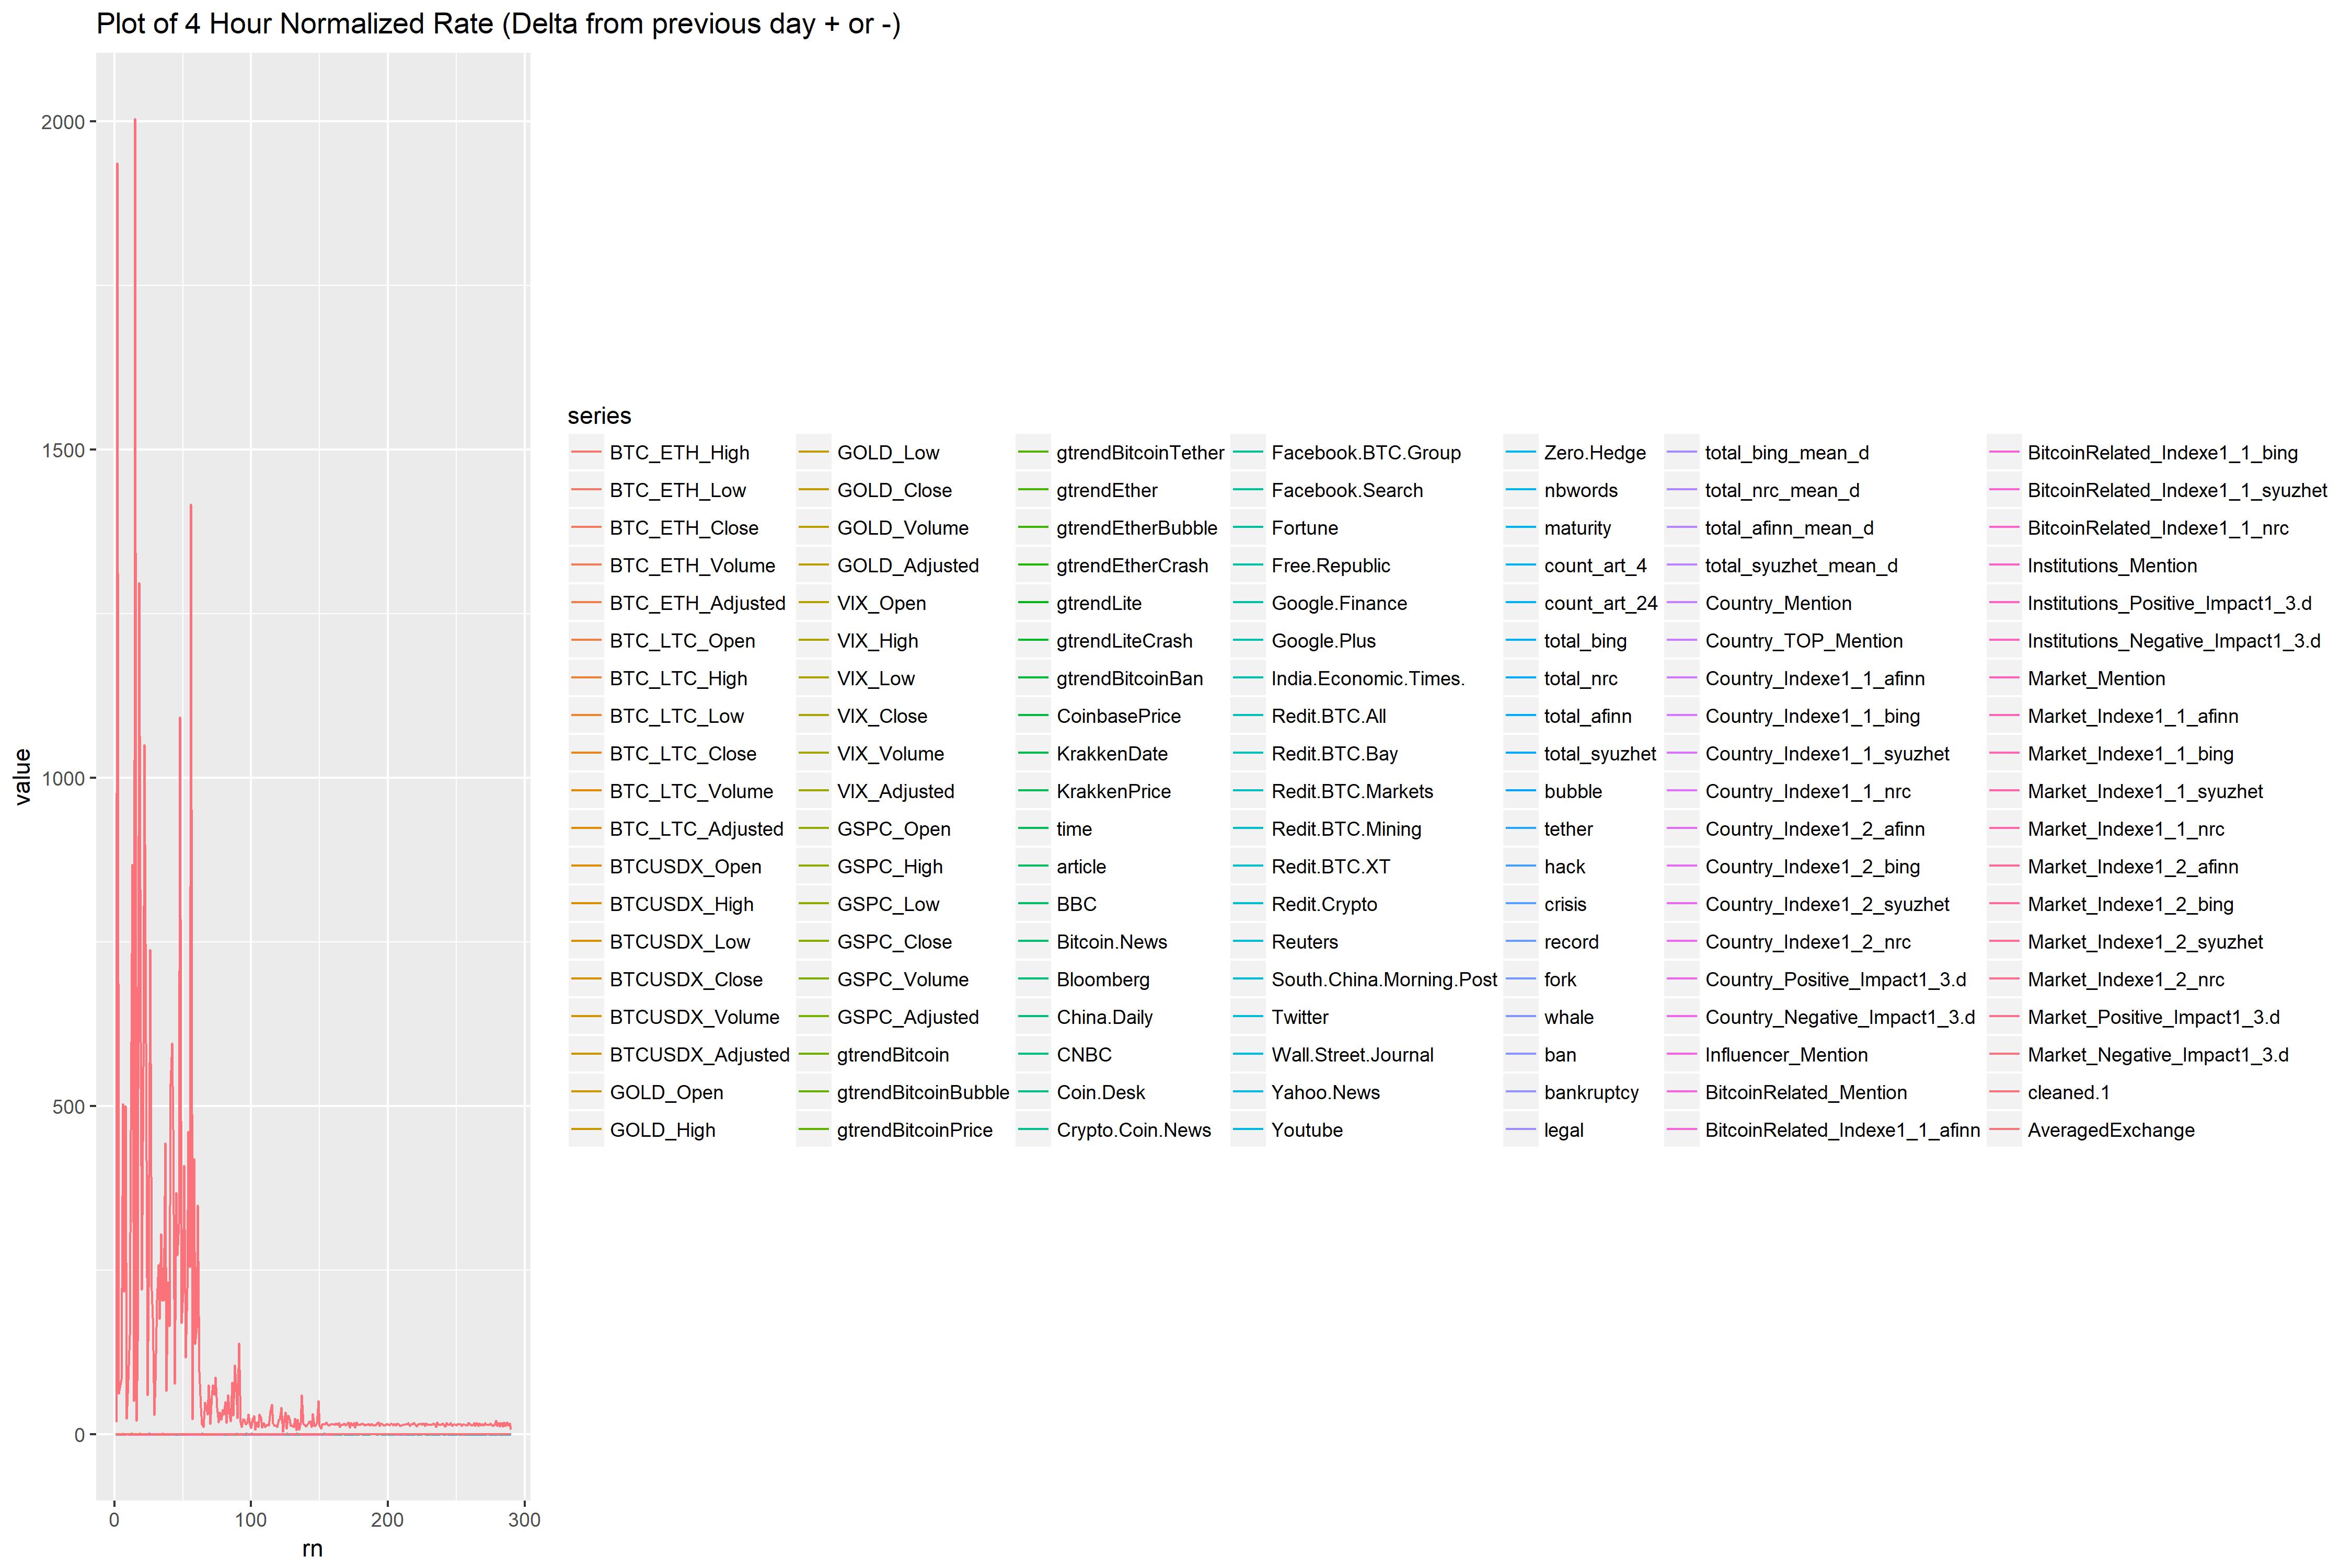 Plot of 4 Hour Normalized Rate (Delta from previous day + or -)
2000
1500
1000
500
0
value
0 100 200 300
rn
series
BTC_ETH_High
BTC_ETH_Low
BTC_ETH_Close
BTC_ETH_Volume
BTC_ETH_Adjusted
BTC_LTC_Open
BTC_LTC_High
BTC_LTC_Low
BTC_LTC_Close
BTC_LTC_Volume
BTC_LTC_Adjusted
BTCUSDX_Open
BTCUSDX_High
BTCUSDX_Low
BTCUSDX_Close
BTCUSDX_Volume
BTCUSDX_Adjusted
GOLD_Open
GOLD_High
GOLD_Low
GOLD_Close
GOLD_Volume
GOLD_Adjusted
VIX_Open
VIX_High
VIX_Low
VIX_Close
VIX_Volume
VIX_Adjusted
GSPC_Open
GSPC_High
GSPC_Low
GSPC_Close
GSPC_Volume
GSPC_Adjusted
gtrendBitcoin
gtrendBitcoinBubble
gtrendBitcoinPrice
gtrendBitcoinTether
gtrendEther
gtrendEtherBubble
gtrendEtherCrash
gtrendLite
gtrendLiteCrash
gtrendBitcoinBan
CoinbasePrice
KrakkenDate
KrakkenPrice
time
article
BBC
Bitcoin.News
Bloomberg
China.Daily
CNBC
Coin.Desk
Crypto.Coin.News
Facebook.BTC.Group
Facebook.Search
Fortune
Free.Republic
Google.Finance
Google.Plus
India.Economic.Times.
Redit.BTC.All
Redit.BTC.Bay
Redit.BTC.Markets
Redit.BTC.Mining
Redit.BTC.XT
Redit.Crypto
Reuters
South.China.Morning.Post
Twitter
Wall.Street.Journal
Yahoo.News
Youtube
Zero.Hedge
nbwords
maturity
count_art_4
count_art_24
total_bing
total_nrc
total_afinn
total_syuzhet
bubble
tether
hack
crisis
record
fork
whale
ban
bankruptcy
legal
total_bing_mean_d
total_nrc_mean_d
total_afinn_mean_d
total_syuzhet_mean_d
Country_Mention
Country_TOP_Mention
Country_Indexe1_1_afinn
Country_Indexe1_1_bing
Country_Indexe1_1_syuzhet
Country_Indexe1_1_nrc
Country_Indexe1_2_afinn
Country_Indexe1_2_bing
Country_Indexe1_2_syuzhet
Country_Indexe1_2_nrc
Country_Positive_Impact1_3.d
Country_Negative_Impact1_3.d
Influencer_Mention
BitcoinRelated_Mention
BitcoinRelated_Indexe1_1_afinn
BitcoinRelated_Indexe1_1_bing
BitcoinRelated_Indexe1_1_syuzhet
BitcoinRelated_Indexe1_1_nrc
Institutions_Mention
Institutions_Positive_Impact1_3.d
Institutions_Negative_Impact1_3.d
Market_Mention
Market_Indexe1_1_afinn
Market_Indexe1_1_bing
Market_Indexe1_1_syuzhet
Market_Indexe1_1_nrc
Market_Indexe1_2_afinn
Market_Indexe1_2_bing
Market_Indexe1_2_syuzhet
Market_Indexe1_2_nrc
Market_Positive_Impact1_3.d
Market_Negative_Impact1_3.d
cleaned.1
AveragedExchange